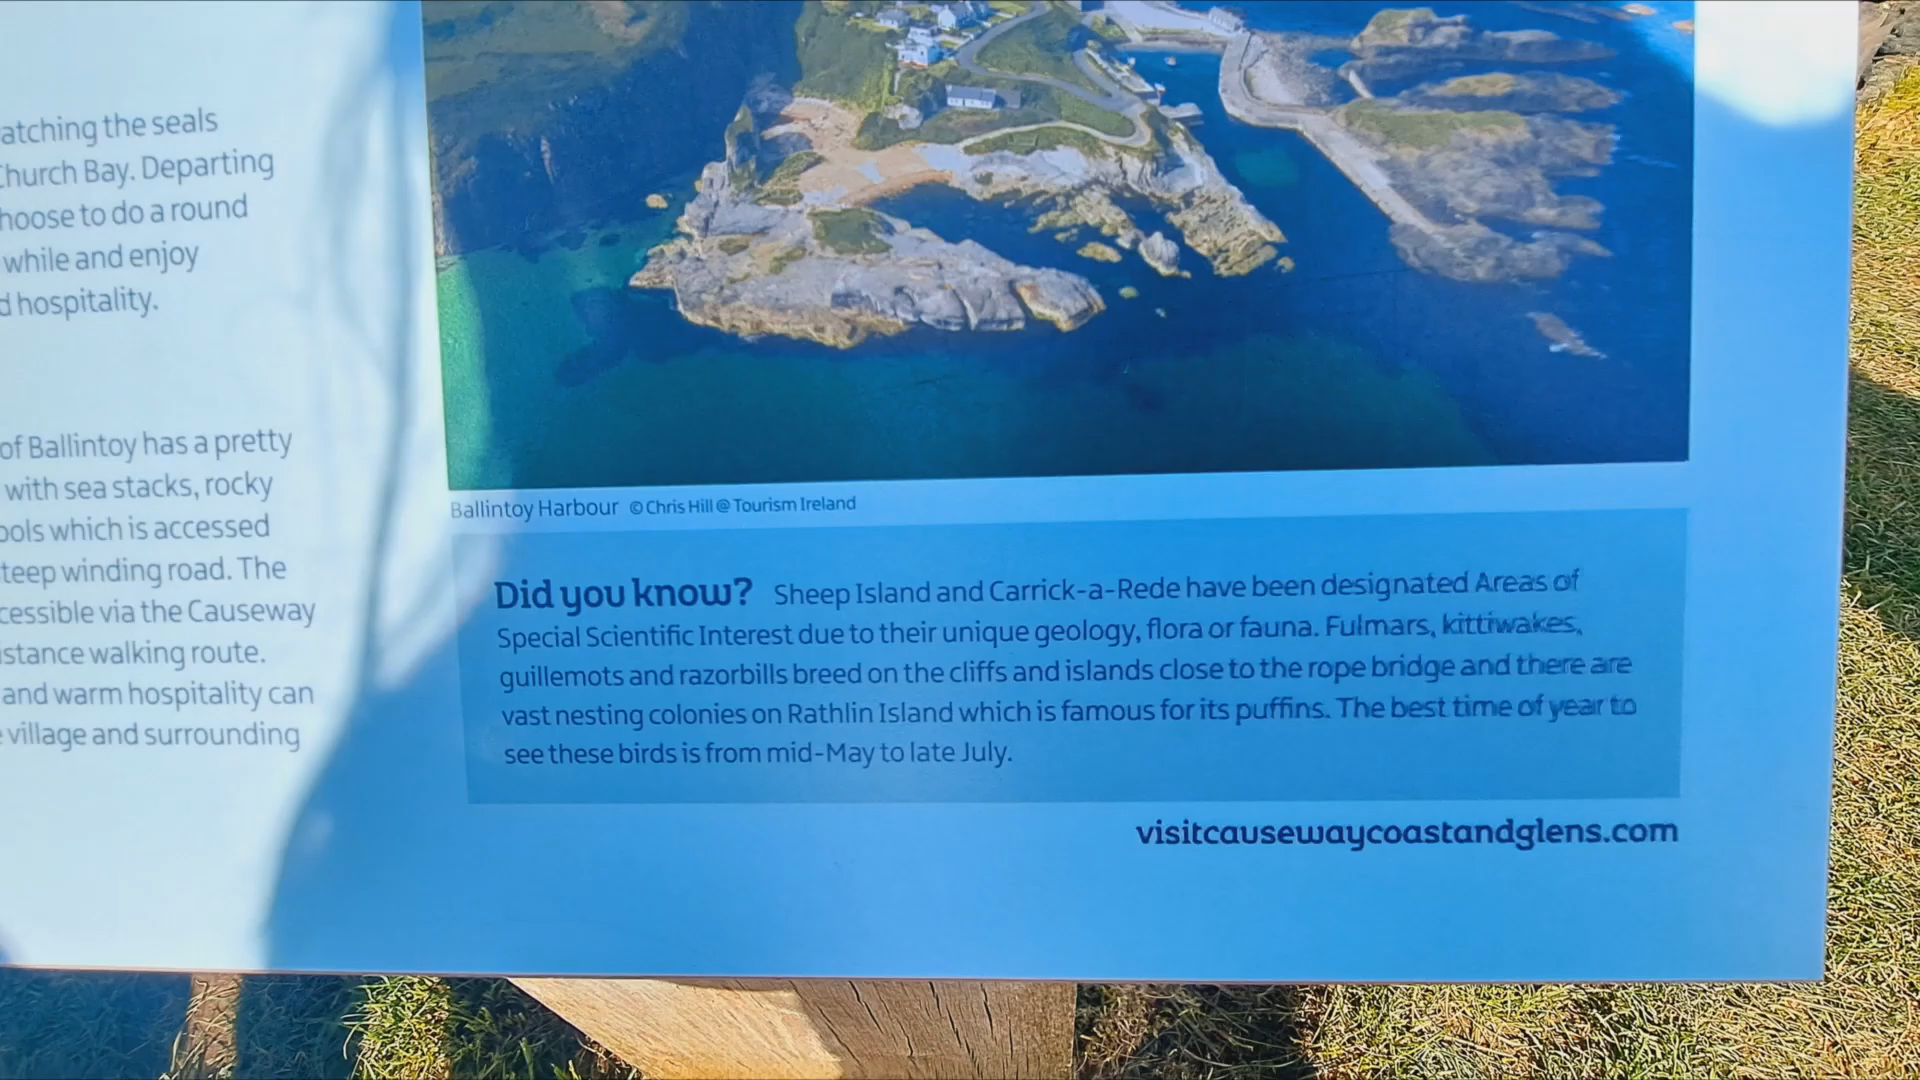 atching the seals
Church Bay. Departing
hoose to do a round
while and enjoy
d hospitality.
of Ballintoy has a pretty
with sea stacks, rocky
ools which is accessed
teep winding road. The
cessible via the Causeway
istance walking route.
and warm hospitality can
village and surrounding
Ballintoy Harbour © Chris Hill @ Tourism Ireland
Did you know? Sheep Island and Carrick-a-Rede have been designated Areas of
Special Scientific Interest due to their unique geology, flora or fauna. Fulmars, kittiwakes,
guillemots and razorbills breed on the cliffs and islands close to the rope bridge and there are
vast nesting colonies on Rathlin Island which is famous for its puffins. The best time of year to
see these birds is from mid-May to late July.
visitcausewaycoastandglens.com